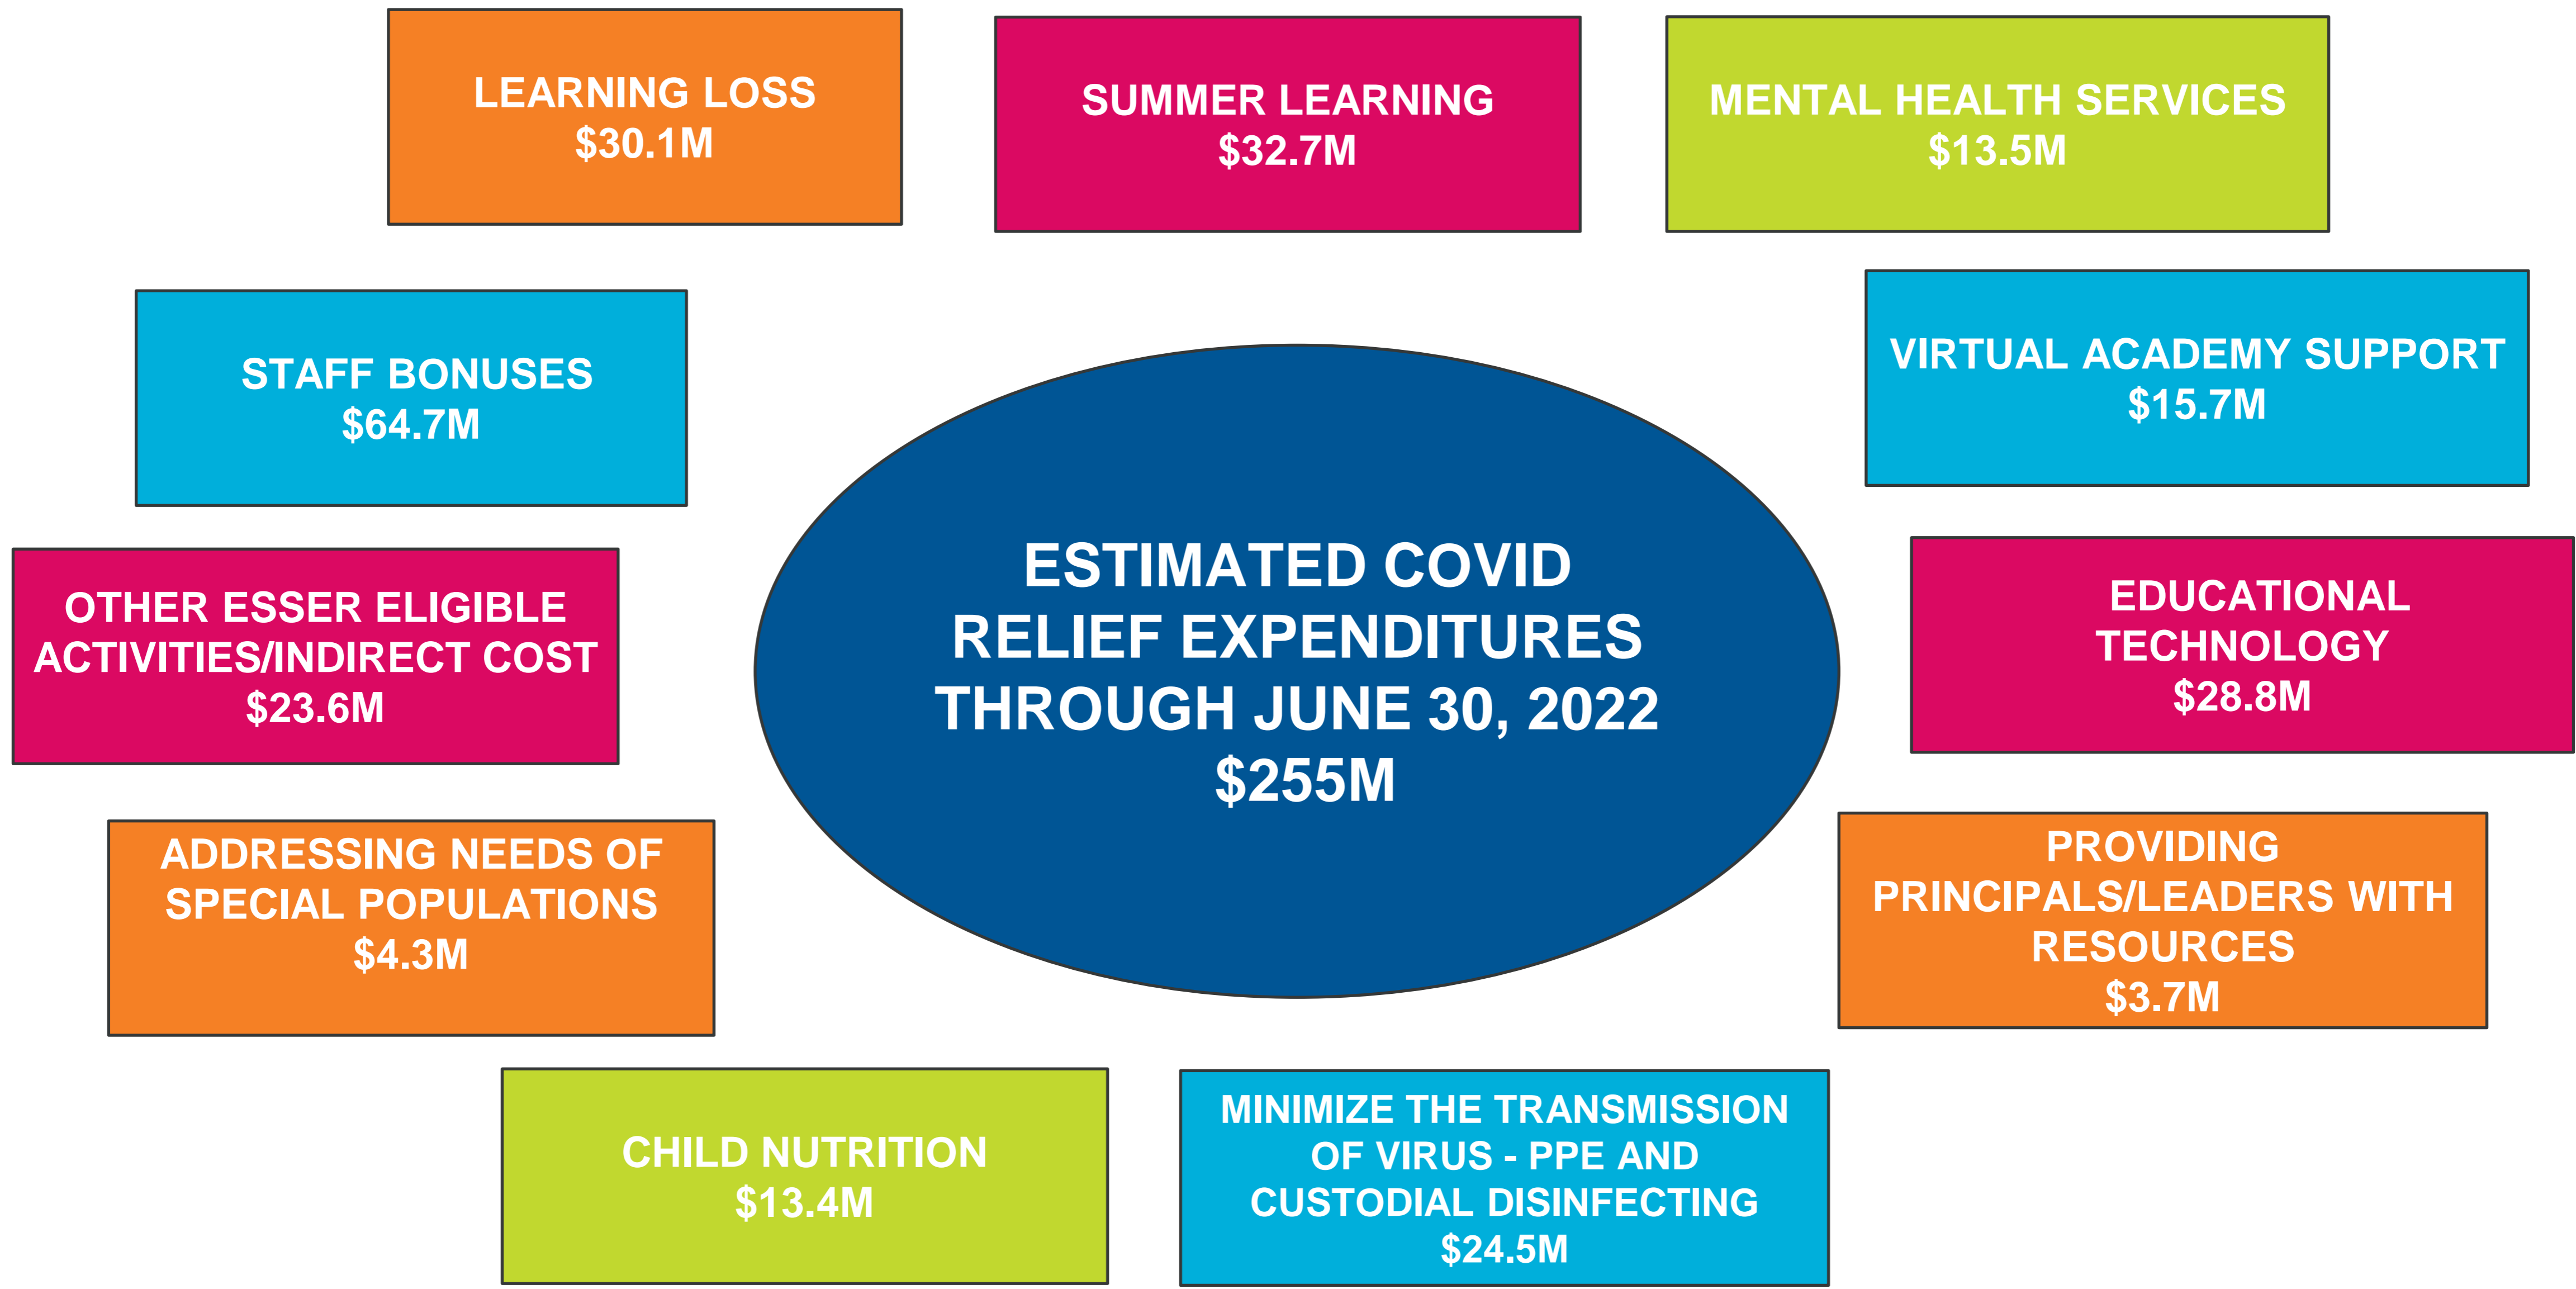 LEARNING LOSS
$30.1M
SUMMER LEARNING
$32.7M
MENTAL HEALTH SERVICES
$13.5M
STAFF BONUSES
$64.7M
VIRTUAL ACADEMY SUPPORT
$15.7M
OTHER ESSER ELIGIBLE
ACTIVITIES/INDIRECT COST
$23.6M
ESTIMATED COVID
RELIEF EXPENDITURES
THROUGH JUNE 30, 2022
$255M
EDUCATIONAL
TECHNOLOGY
$28.8M
ADDRESSING NEEDS OF
SPECIAL POPULATIONS
$4.3M
PROVIDING
PRINCIPALS/LEADERS WITH
RESOURCES
$3.7M
CHILD NUTRITION
$13.4M
MINIMIZE THE TRANSMISSION
OF VIRUS - PPE AND
CUSTODIAL DISINFECTING
$24.5M